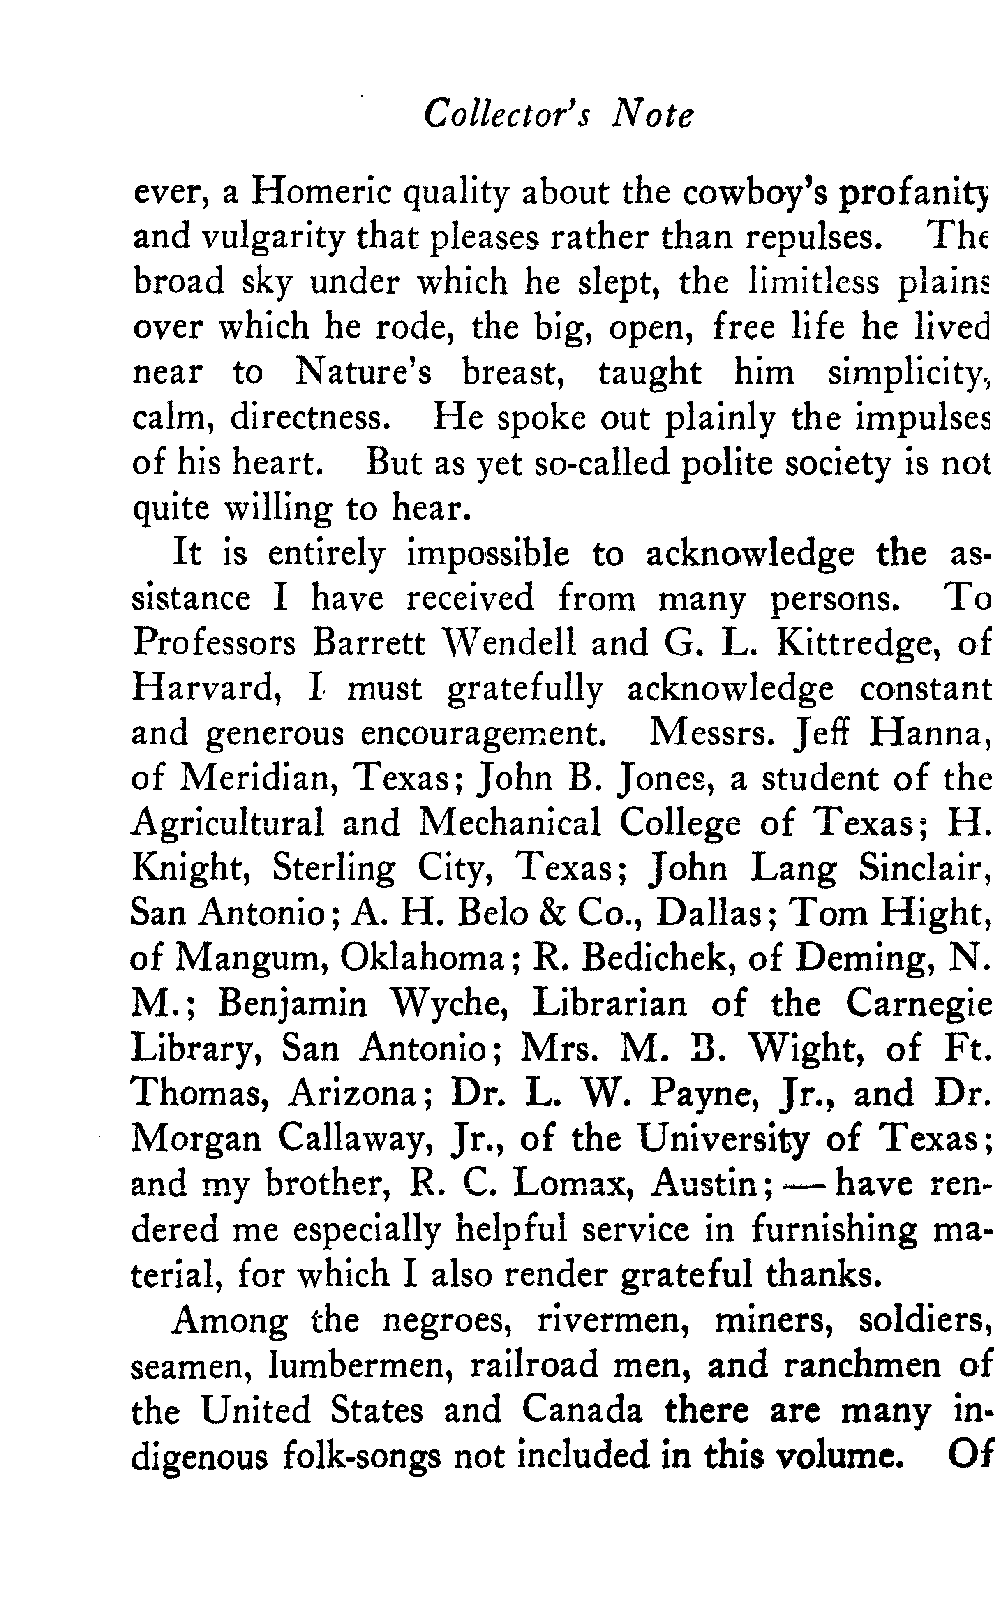 Collector's Note
ever, a Homeric quality about the cowboy's profanity
and vulgarity that pleases rather than repulses. The
broad sky under which he slept, the limitless plains
over which he rode, the big, open, free life he lived
near to Nature's breast, taught him simplicity,
calm, directness. He spoke out plainly the impulses
of his heart. But as yet so-called polite society is not
quite willing to hear.
It is entirely impossible to acknowledge the as-
sistance I have received from many persons. To
Professors Barrett Wendell and G. L. Kittredge, of
Harvard, I must gratefully acknowledge constant
and generous encouragement. Messrs. Jeff Hanna,
of Meridian, Texas; John B. Jones, a student of the
Agricultural and Mechanical College of Texas; H.
Knight, Sterling City, Texas; John Lang Sinclair,
San Antonio; A. H. Belo & Co., Dallas; Tom Hight,
of Mangum, Oklahoma; R. Bedichek, of Deming, N.
M.; Benjamin Wyche, Librarian of the Carnegie
Library, San Antonio; Mrs. M. B. Wight, of Ft.
Thomas, Arizona; Dr. L. W. Payne, Jr., and Dr.
Morgan Callaway, Jr., of the University of Texas;
and my brother, R. C. Lomax, Austin; — have ren-
dered me especially helpful service in furnishing ma-
terial, for which I also render grateful thanks.
Among the negroes, rivermen, miners, soldiers,
seamen, lumbermen, railroad men, and ranchmen of
the United States and Canada there are many in-
digenous folk-songs not included in this volume. Of